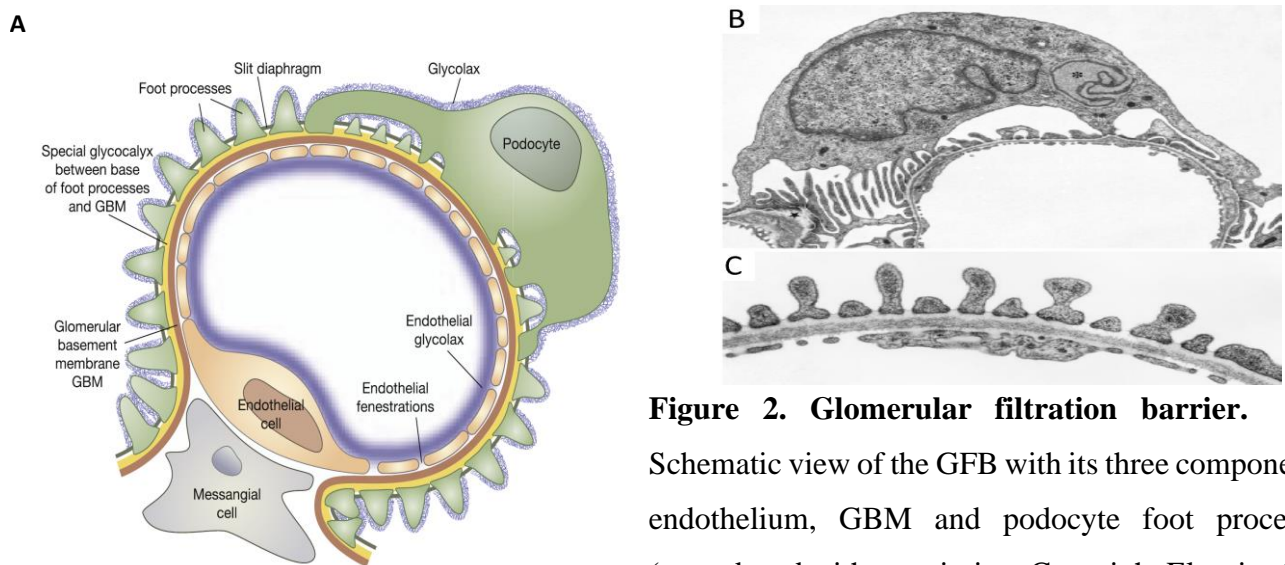 A
Slit diaphragm
Glycolax
Foot processes
Podocyte
Special glycocalyx
between base
of foot processes
and GBM
Glomerular
basement
membrane
GBM
Endothelial
glycolax
Endothelial
fenestrations
Endothelial
cell
Messangial
cell
B
*
C
Figure 2. Glomerular filtration barrier.
Schematic view of the GFB with its three compone
endothelium, GBM and podocyte foot proce